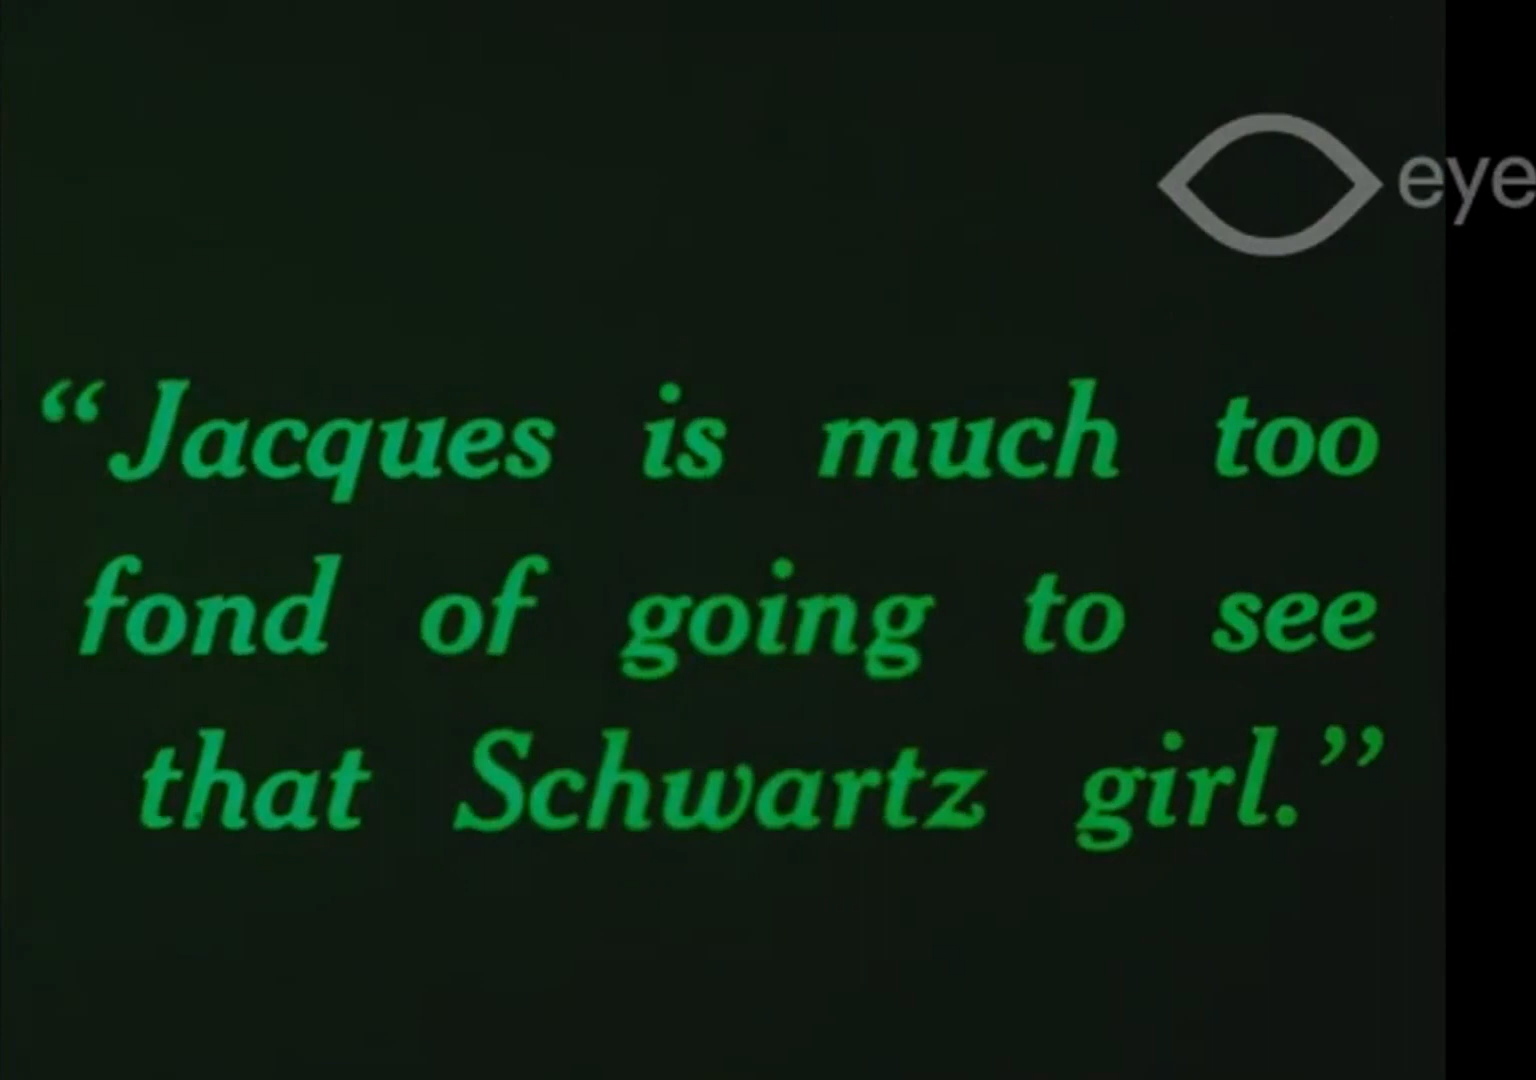 eye
“Jacques is much too
fond of going to see
that Schwartz girl.”